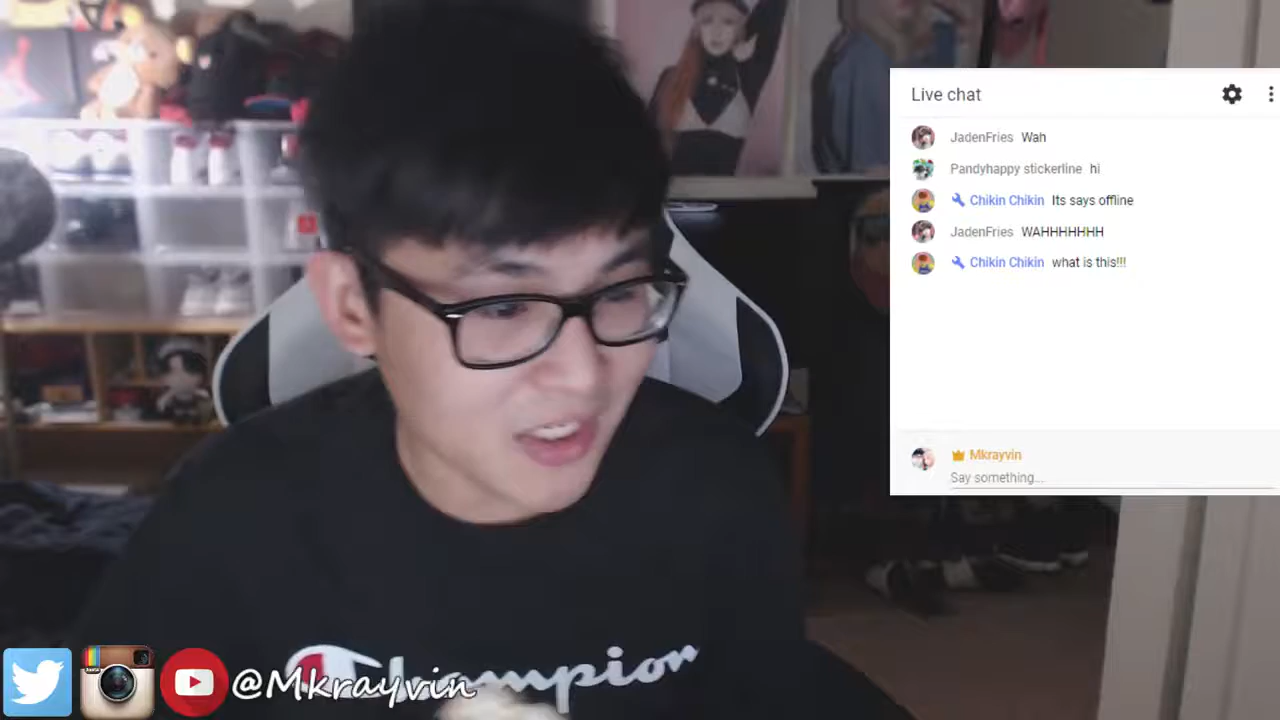 Live chat
JadenFries Wah
Pandyhappy stickerline hi
Chikin Chikin Its says offline
JadenFries WAHHHHHHH
Chikin Chikin what is this!!!
Mkrayvin
Say something...
Champion
@Mkrayvin